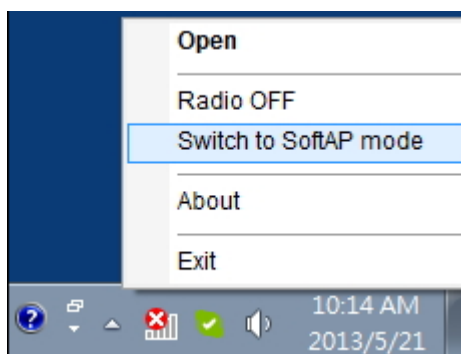 Open
Radio OFF
Switch to SoftAP mode
About
Exit
10:14 AM
2013/5/21